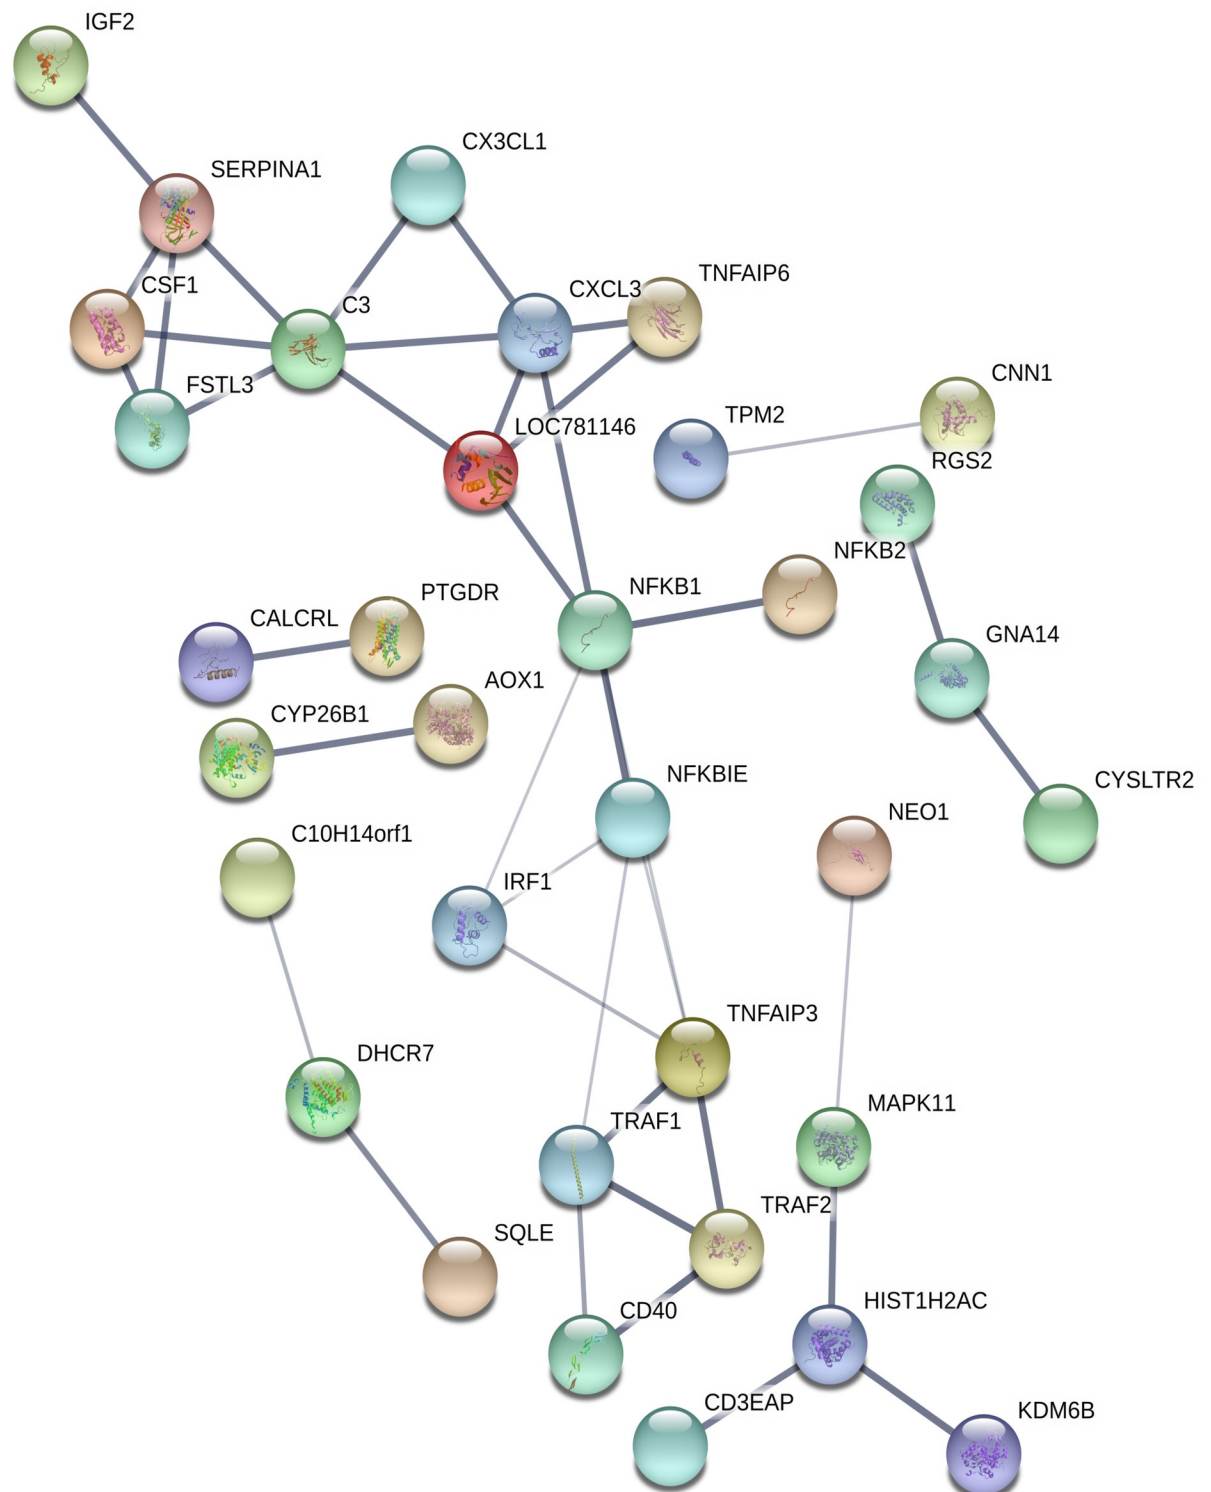 IGF2
CX3CL1
SERPINA1
TNFAIP6
CSF1
CXCL3
C3
CNN1
FSTL3
TPM2
LOC781146
RGS2
NFKB2
NFKB1
PTGDR
CALCRL
GNA14
AOX1
CYP26B1
NFKBIE
CYSLTR2
NEO1
C10H14orf1
IRF1
TNFAIP3
DHCR7
MAPK11
TRAF1
TRAF2
SQLE
HIST1H2AC
CD40
CD3EAP
KDM6B